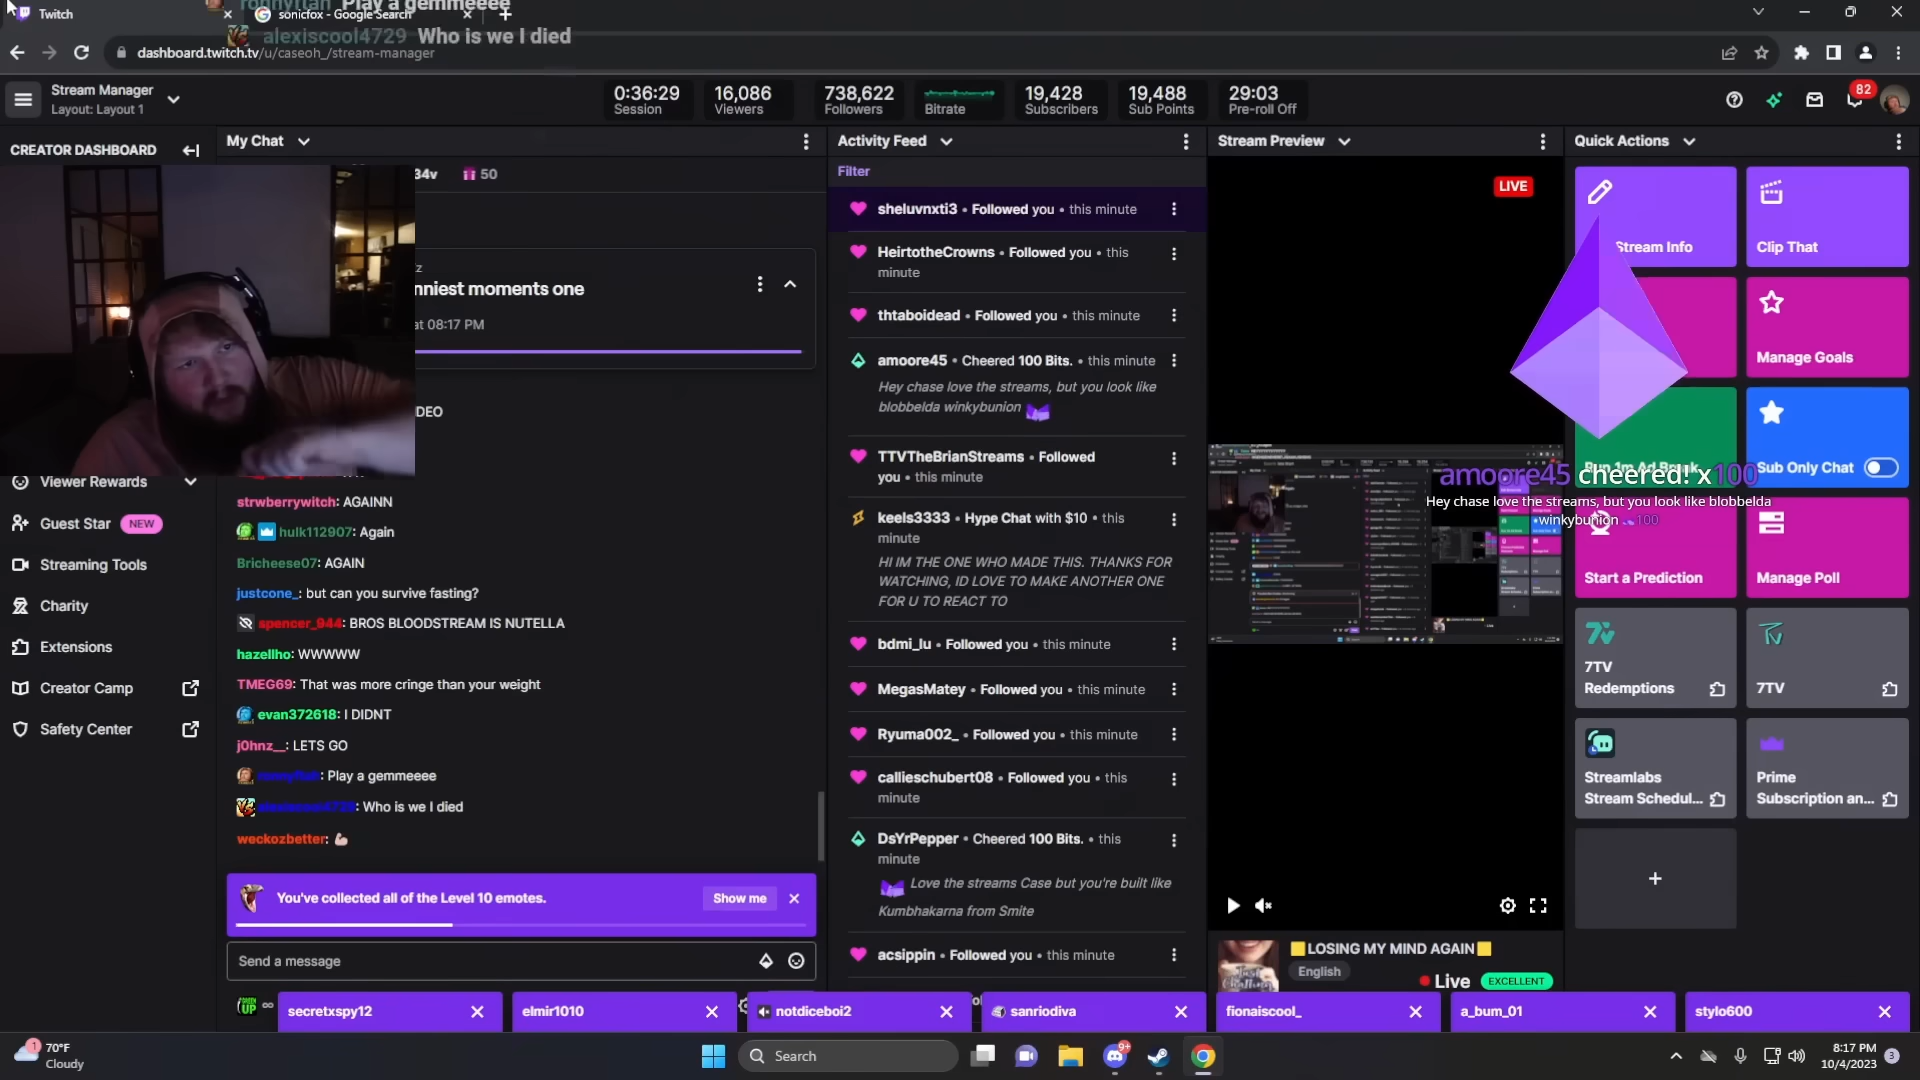 Twitch
sonicfox - Google Search
ronnyftah Play a gemmeeee
alexiscool4729 Who is we I died
dashboard.twitch.tv/u/caseoh_/stream-manager
Stream Manager
Layout: Layout 1
0:36:29
Session
16,086
Viewers
738,622
Followers
Bitrate
19,428
Subscribers
19,488
Sub Points
29:03
Pre-roll Off
82
CREATOR DASHBOARD
Viewer Rewards
Guest Star NEW
Streaming Tools
Charity
Extensions
Creator Camp
Safety Center
My Chat
34v 50
z
nniest moments one
at 08:17 PM
DEO
strwberrywitch: AGAINN
hulk112907: Again
Bricheese07: AGAIN
justcone_: but can you survive fasting?
spencer_944: BROS BLOODSTREAM IS NUTELLA
hazellho: WWWWW
TMEG69: That was more cringe than your weight
evan372618: I DIDNT
j0hnz__: LETS GO
: Play a gemmeeee
alexiscool4729: Who is we I died
weckozbetter: 💪🏻
You've collected all of the Level 10 emotes.
Show me
Send a message
Activity Feed
Filter
sheluvnxti3 • Followed you • this minute
HeirtotheCrowns • Followed you • this
minute
thtaboidead • Followed you • this minute
amoore45 • Cheered 100 Bits. • this minute
Hey chase love the streams, but you look like
blobbelda winkybunion
TTVTheBrianStreams • Followed
you • this minute
keels3333 • Hype Chat with $10 • this
minute
HI IM THE ONE WHO MADE THIS. THANKS FOR
WATCHING, ID LOVE TO MAKE ANOTHER ONE
FOR U TO REACT TO
bdmi_lu • Followed you • this minute
MegasMatey • Followed you • this minute
Ryuma002_ • Followed you • this minute
callieschubert08 • Followed you • this
minute
DsYrPepper • Cheered 100 Bits. • this
minute
Love the streams Case but you're built like
Kumbhakarna from Smite
acsippin • Followed you • this minute
Stream Preview
LIVE
amoore45 cheered! x100
Hey chase love the streams, but you look like blobbelda
winkybunion 100
🟨LOSING MY MIND AGAIN🟨
English
Live EXCELLENT
Quick Actions
Stream Info
Clip That
Manage Goals
Run 1m Ad Break
Sub Only Chat
Start a Prediction
Manage Poll
7TV
Redemptions
7TV
Streamlabs
Stream Schedul...
Prime
Subscription an...
+
secretxspy12
elmir1010
notdiceboi2
sanriodiva
fionaiscool_
a_bum_01
stylo600
1
70°F
Cloudy
Search
9+
8:17 PM
10/4/2023
3